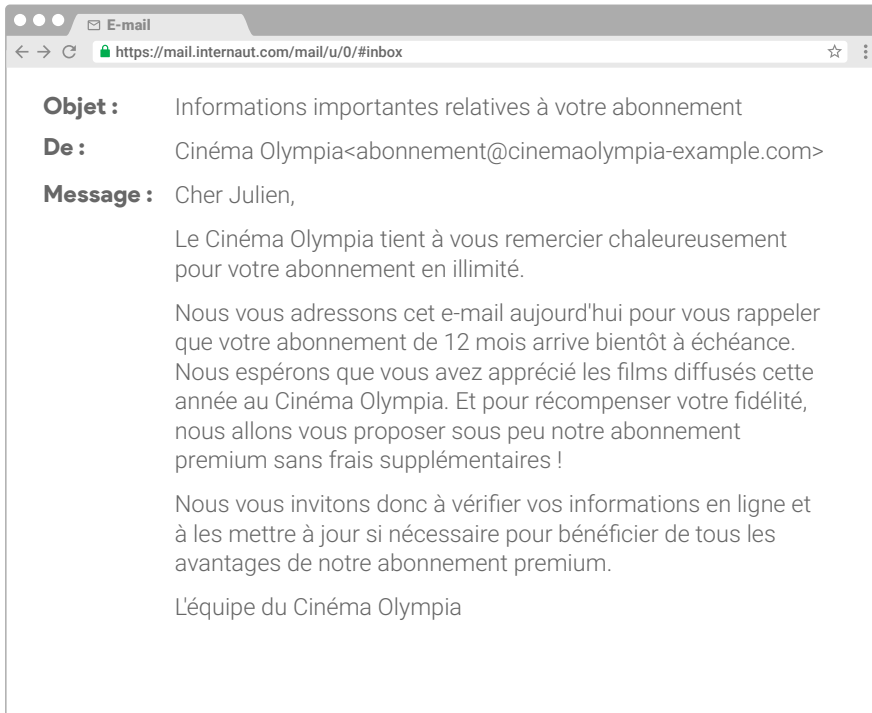 E-mail
https://mail.internaut.com/mail/u/0/#inbox
Objet : Informations importantes relatives à votre abonnement
De : Cinéma Olympia<abonnement@cinemaolympia-example.com>
Message : Cher Julien,
Le Cinéma Olympia tient à vous remercier chaleureusement
pour votre abonnement en illimité.
Nous vous adressons cet e-mail aujourd'hui pour vous rappeler
que votre abonnement de 12 mois arrive bientôt à échéance.
Nous espérons que vous avez apprécié les films diffusés cette
année au Cinéma Olympia. Et pour récompenser votre fidélité,
nous allons vous proposer sous peu notre abonnement
premium sans frais supplémentaires !
Nous vous invitons donc à vérifier vos informations en ligne et
à les mettre à jour si nécessaire pour bénéficier de tous les
avantages de notre abonnement premium.
L'équipe du Cinéma Olympia